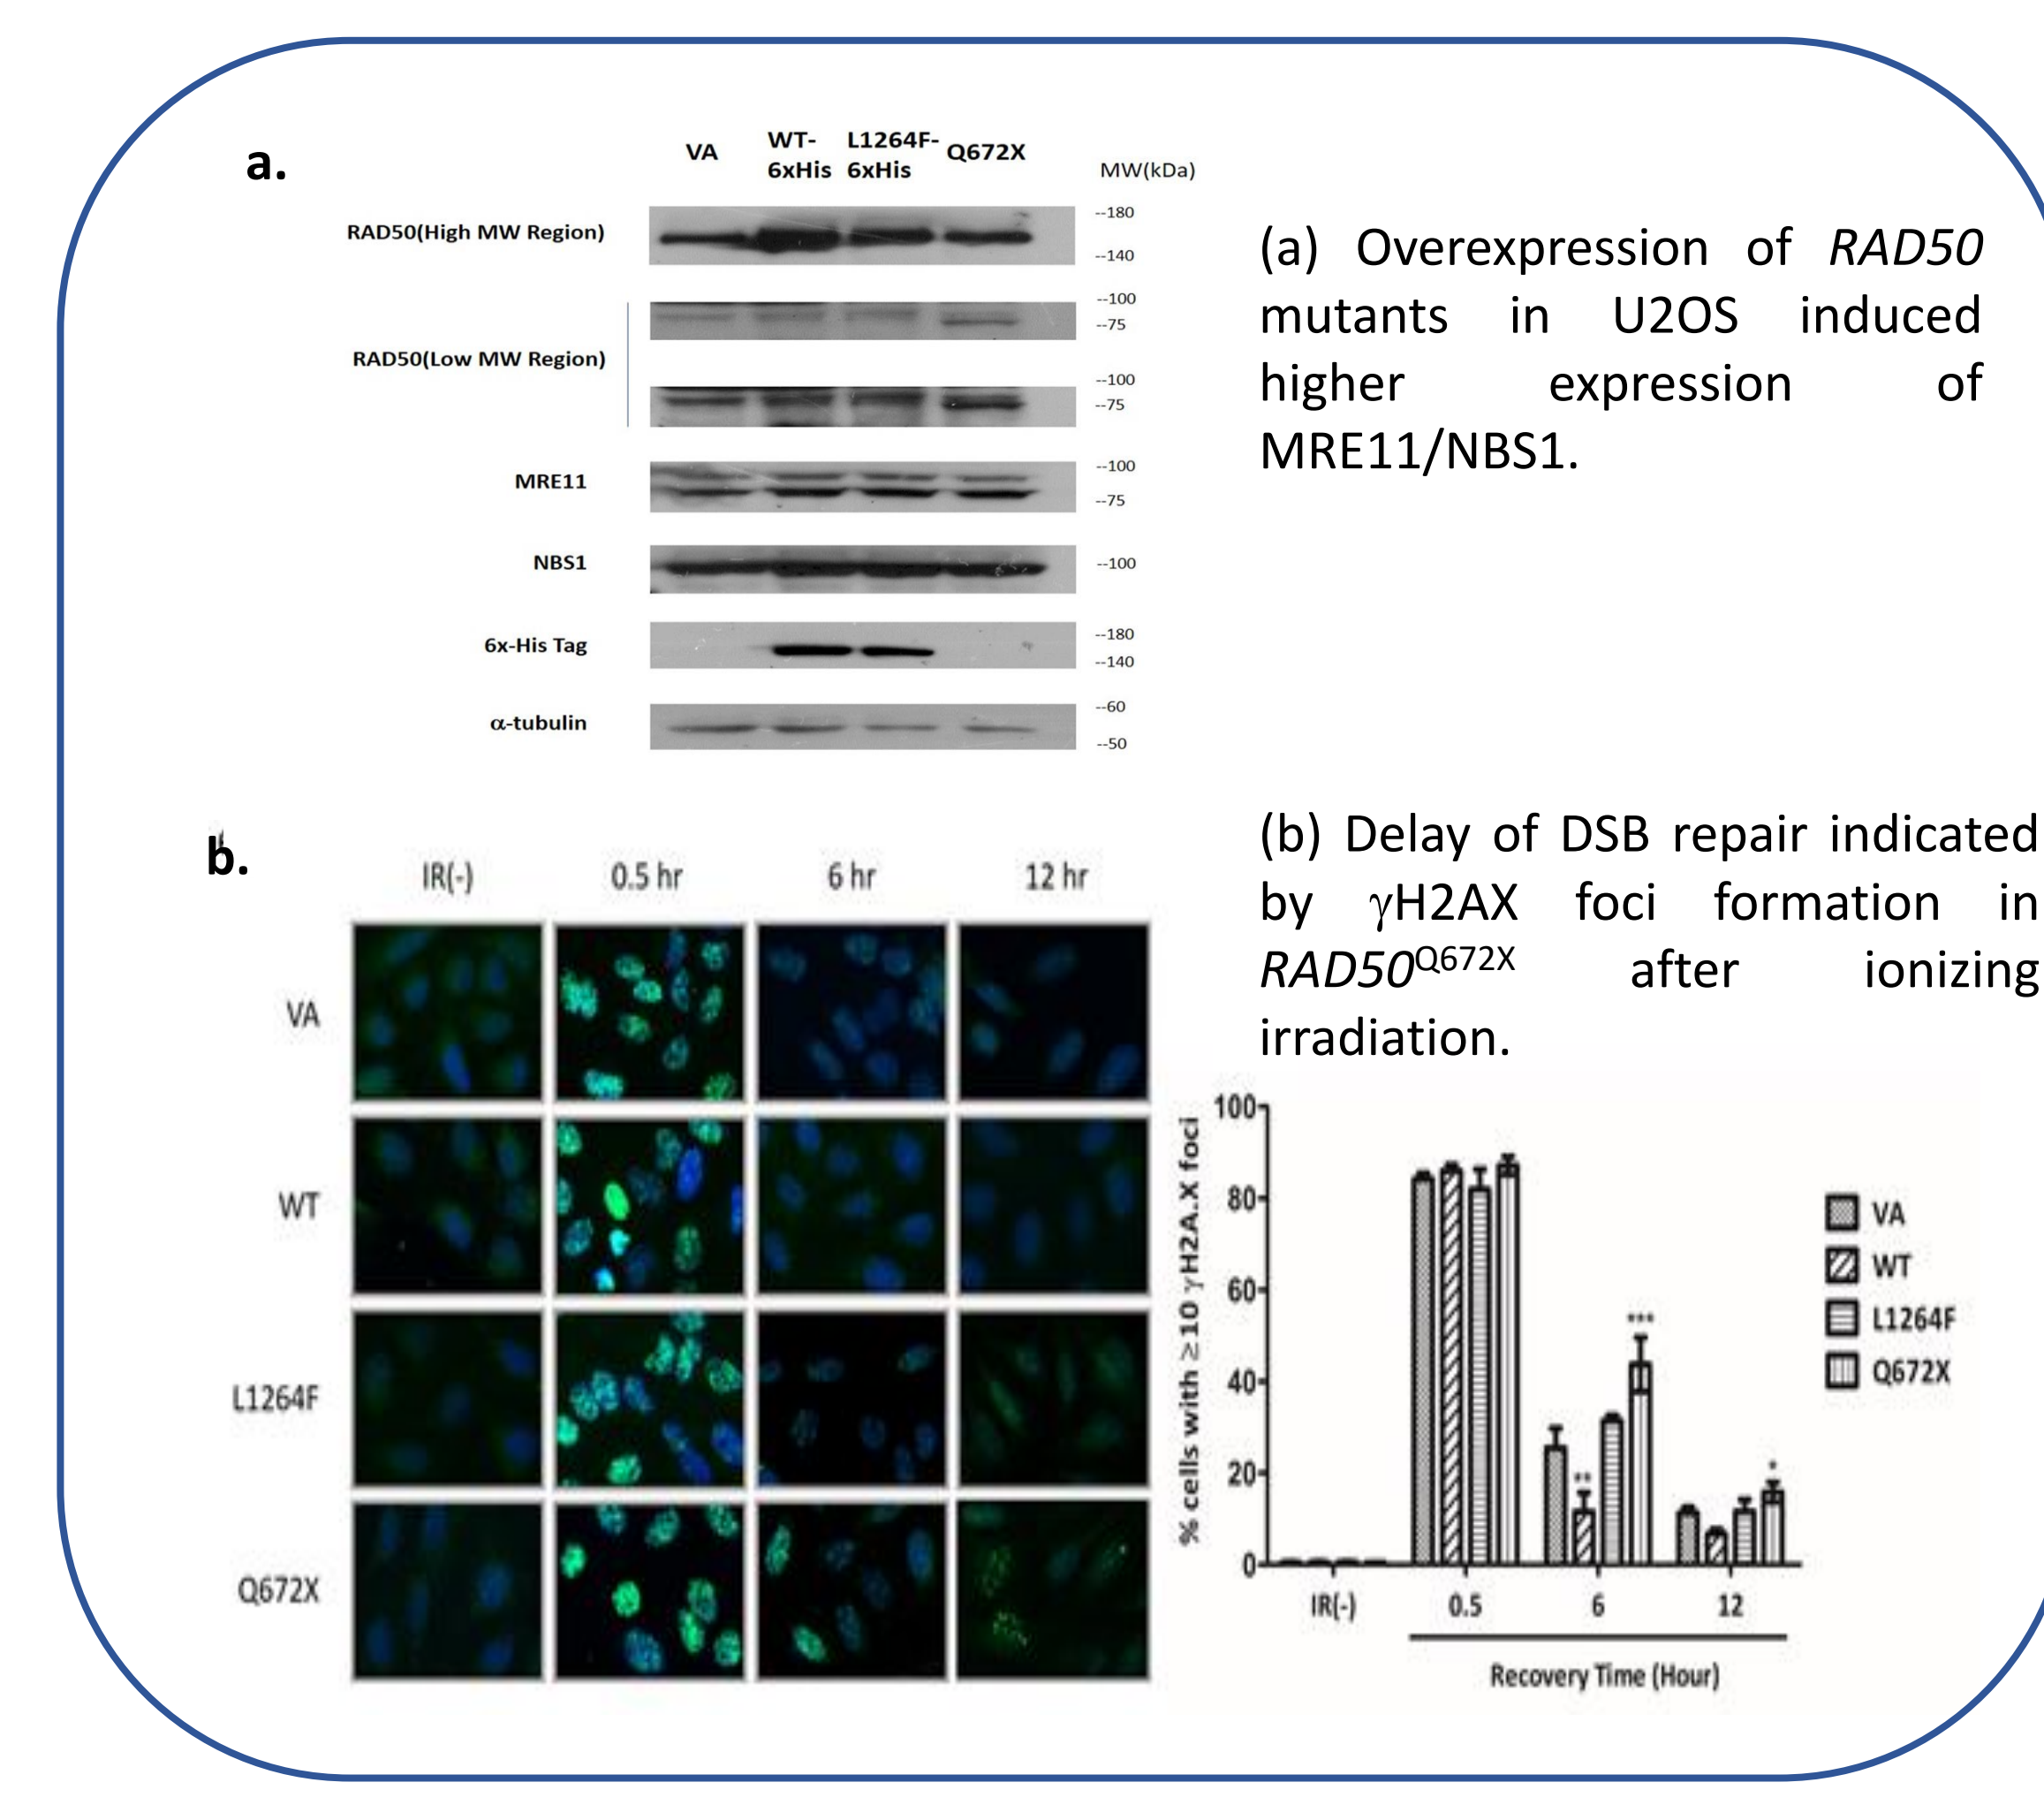 a.
VA
WT-
6xHis
L1264F-
6xHis
Q672X
MW(kDa)
RAD50(High MW Region)
--180
--140
--100
--75
RAD50(Low MW Region)
--100
--75
MRE11
--100
--75
NBS1
--100
6x-His Tag
--180
--140
α-tubulin
--60
--50
(a) Overexpression of RAD50
mutants in U2OS induced
higher expression of
MRE11/NBS1.
b.
IR(-) 0.5 hr 6 hr 12 hr
VA
WT
L1264F
Q672X
(b) Delay of DSB repair indicated
by γH2AX foci formation in
RAD50Q672X after ionizing
irradiation.
% cells with ≥10 γH2A.X foci
100
80
60
40
20
0
**
***
*
IR(-) 0.5 6 12
Recovery Time (Hour)
VA
WT
L1264F
Q672X